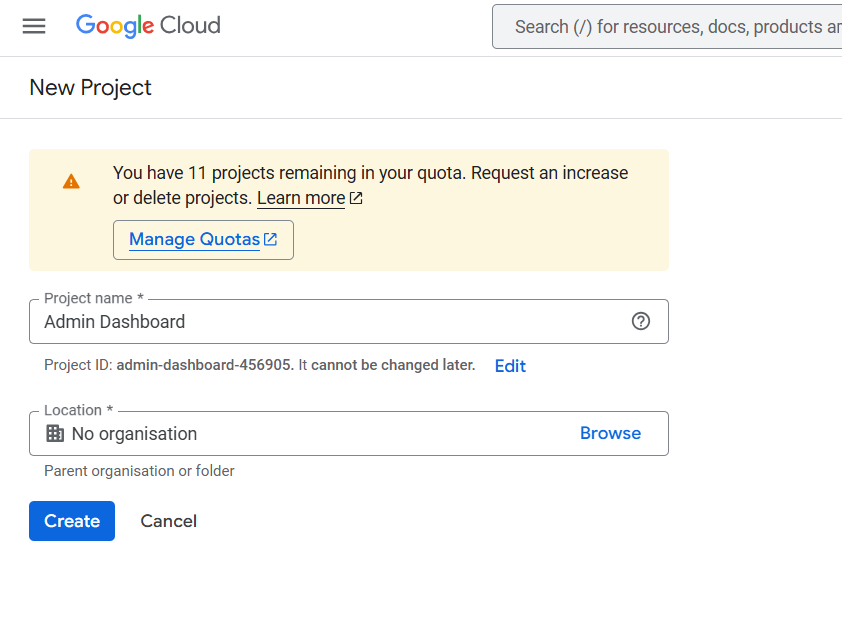 Google Cloud
Search (/) for resources, docs, products ar
New Project
You have 11 projects remaining in your quota. Request an increase
or delete projects. Learn more
Manage Quotas
Project name *
Admin Dashboard
Project ID: admin-dashboard-456905. It cannot be changed later. Edit
Location *
No organisation Browse
Parent organisation or folder
Create Cancel